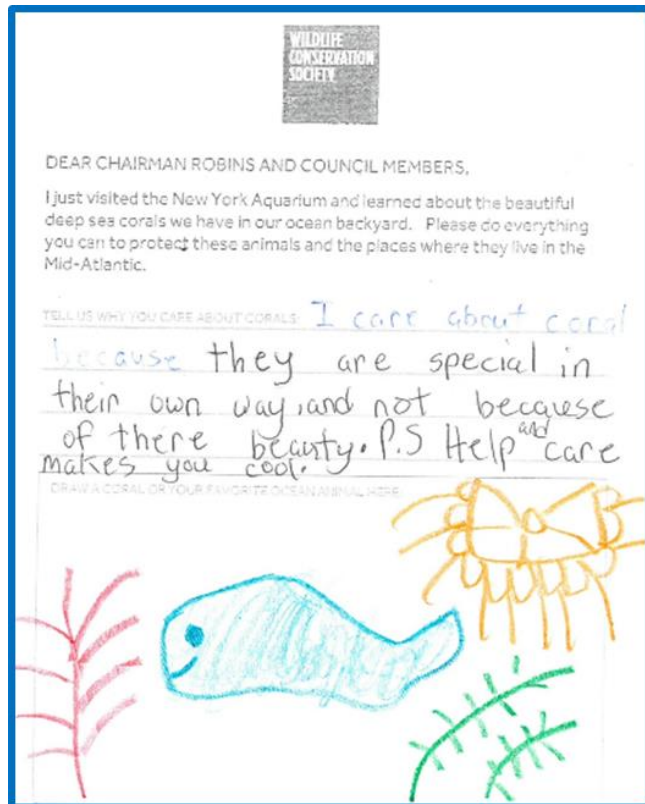 WILDLIFE
CONSERVATION
SOCIETY
DEAR CHAIRMAN ROBINS AND COUNCIL MEMBERS,
I just visited the New York Aquarium and learned about the beautiful
deep sea corals we have in our ocean backyard. Please do everything
you can to protect these animals and the places where they live in the
Mid-Atlantic.
TELL US WHY YOU CARE ABOUT CORALS: I care about coral
because they are special in
their own way, and not because
of there beauty. P.S Help and care
makes you cool.
DRAW A CORAL OR YOUR FAVORITE OCEAN ANIMAL HERE: